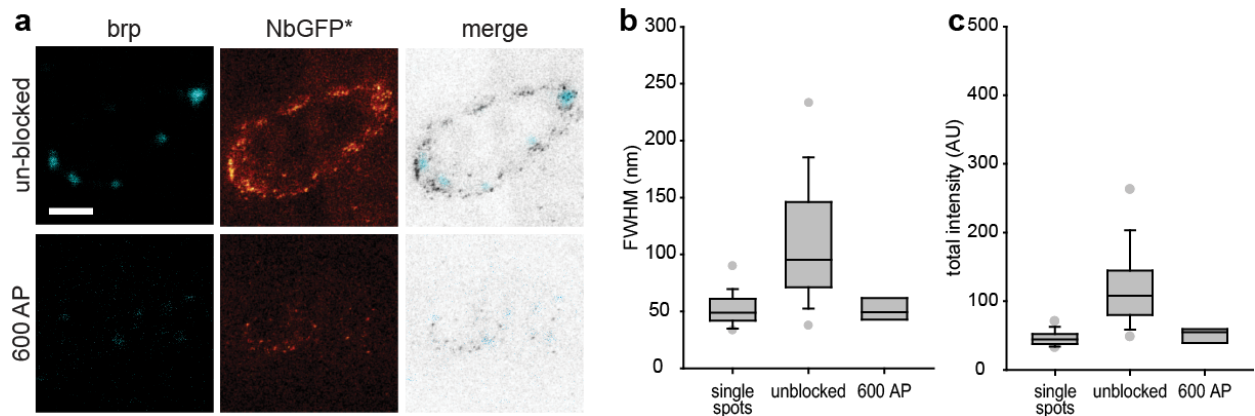 a
brp NbGFP* merge
un-blocked
600 AP
b
FWHM (nm)
300
250
200
150
100
50
0
single spots
unblocked
600 AP
c
total intensity (AU)
500
400
300
200
100
0
single spots
unblocked
600 AP